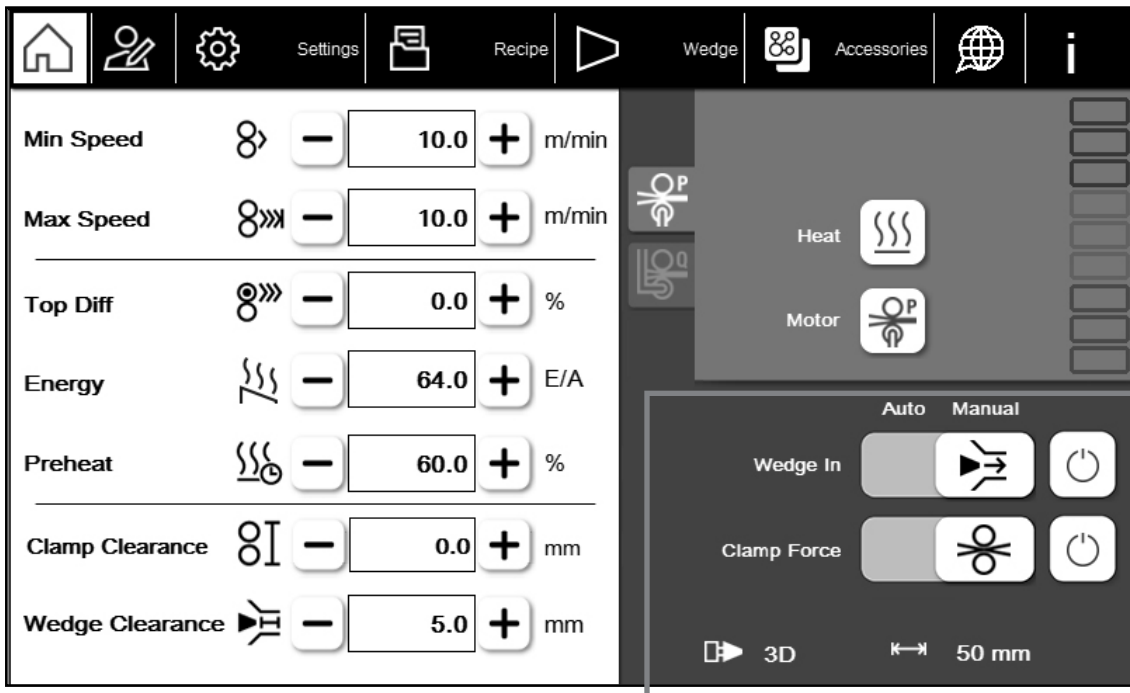 Settings Recipe Wedge Accessories i
Min Speed 10.0 m/min
Max Speed 10.0 m/min
Top Diff 0.0 %
Energy 64.0 E/A
Preheat 60.0 %
Clamp Clearance 0.0 mm
Wedge Clearance 5.0 mm
P
Q
Heat
Motor P
Auto Manual
Wedge In
Clamp Force
3D 50 mm